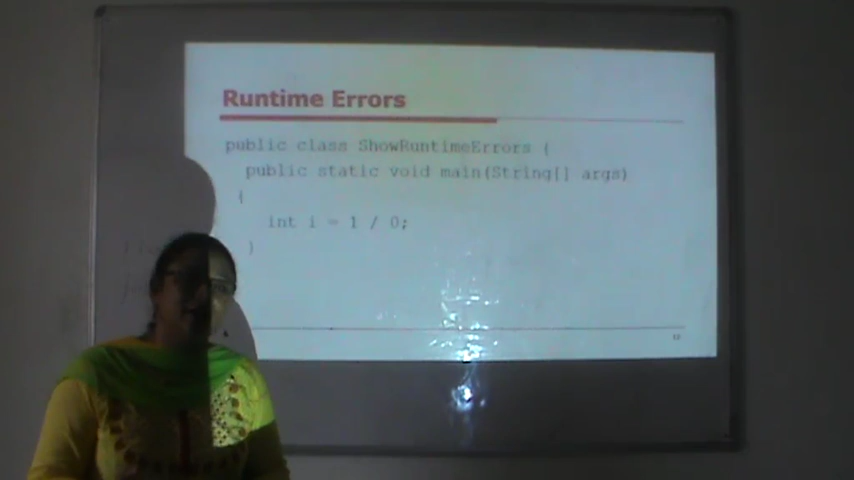 Runtime Errors
public class ShowRuntimeErrors {
public static void main(String[] args)
{
int i = 1 / 0;
}